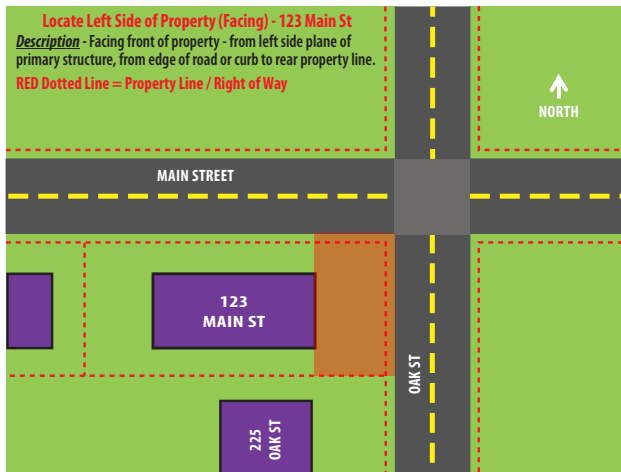 Locate Left Side of Property (Facing) - 123 Main St
Description - Facing front of property - from left side plane of
primary structure, from edge of road or curb to rear property line.
RED Dotted Line = Property Line / Right of Way
NORTH
MAIN STREET
123
MAIN ST
OAK ST
225
OAK ST